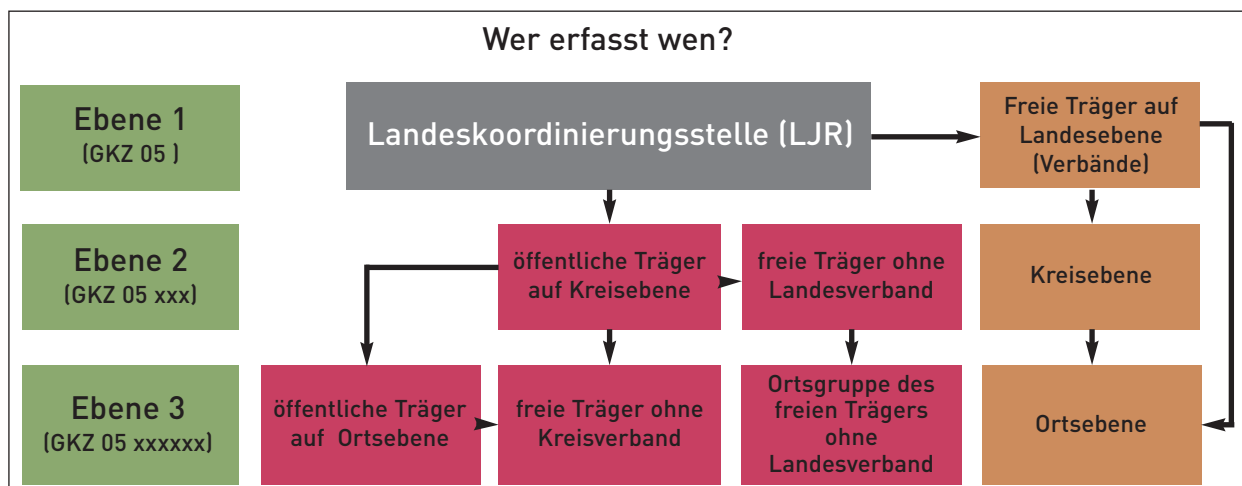 Wer erfasst wen?
Ebene 1
(GKZ 05 )
Landeskoordinierungsstelle (LJR)
Freie Träger auf
Landesebene
(Verbände)
Ebene 2
(GKZ 05 xxx)
öffentliche Träger
auf Kreisebene
freie Träger ohne
Landesverband
Kreisebene
Ebene 3
(GKZ 05 xxxxxx)
öffentliche Träger
auf Ortsebene
freie Träger ohne
Kreisverband
Ortsgruppe des
freien Trägers
ohne
Landesverband
Ortsebene